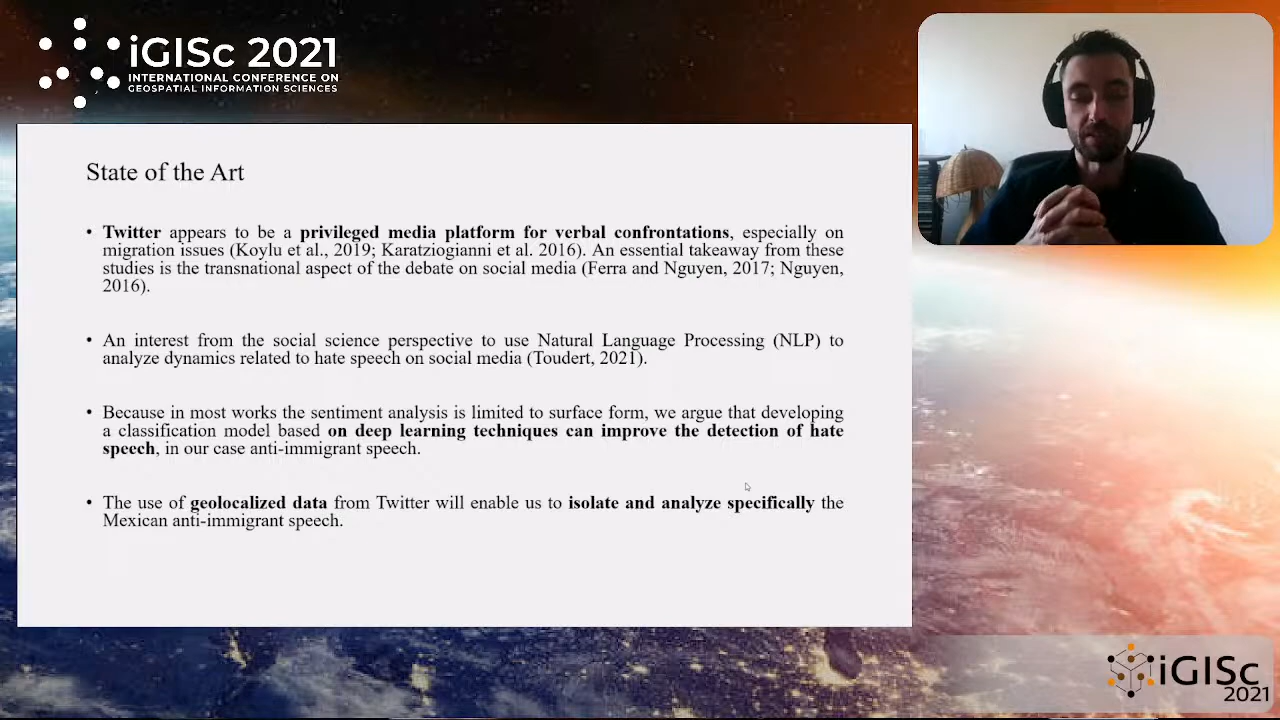 iGISc 2021
INTERNATIONAL CONFERENCE ON
GEOSPATIAL INFORMATION SCIENCES
State of the Art
• Twitter appears to be a privileged media platform for verbal confrontations, especially on
migration issues (Koylu et al., 2019; Karatziogianni et al. 2016). An essential takeaway from these
studies is the transnational aspect of the debate on social media (Ferra and Nguyen, 2017; Nguyen,
2016).
• An interest from the social science perspective to use Natural Language Processing (NLP) to
analyze dynamics related to hate speech on social media (Toudert, 2021).
• Because in most works the sentiment analysis is limited to surface form, we argue that developing
a classification model based on deep learning techniques can improve the detection of hate
speech, in our case anti-immigrant speech.
• The use of geolocalized data from Twitter will enable us to isolate and analyze specifically the
Mexican anti-immigrant speech.
iGISc
2021